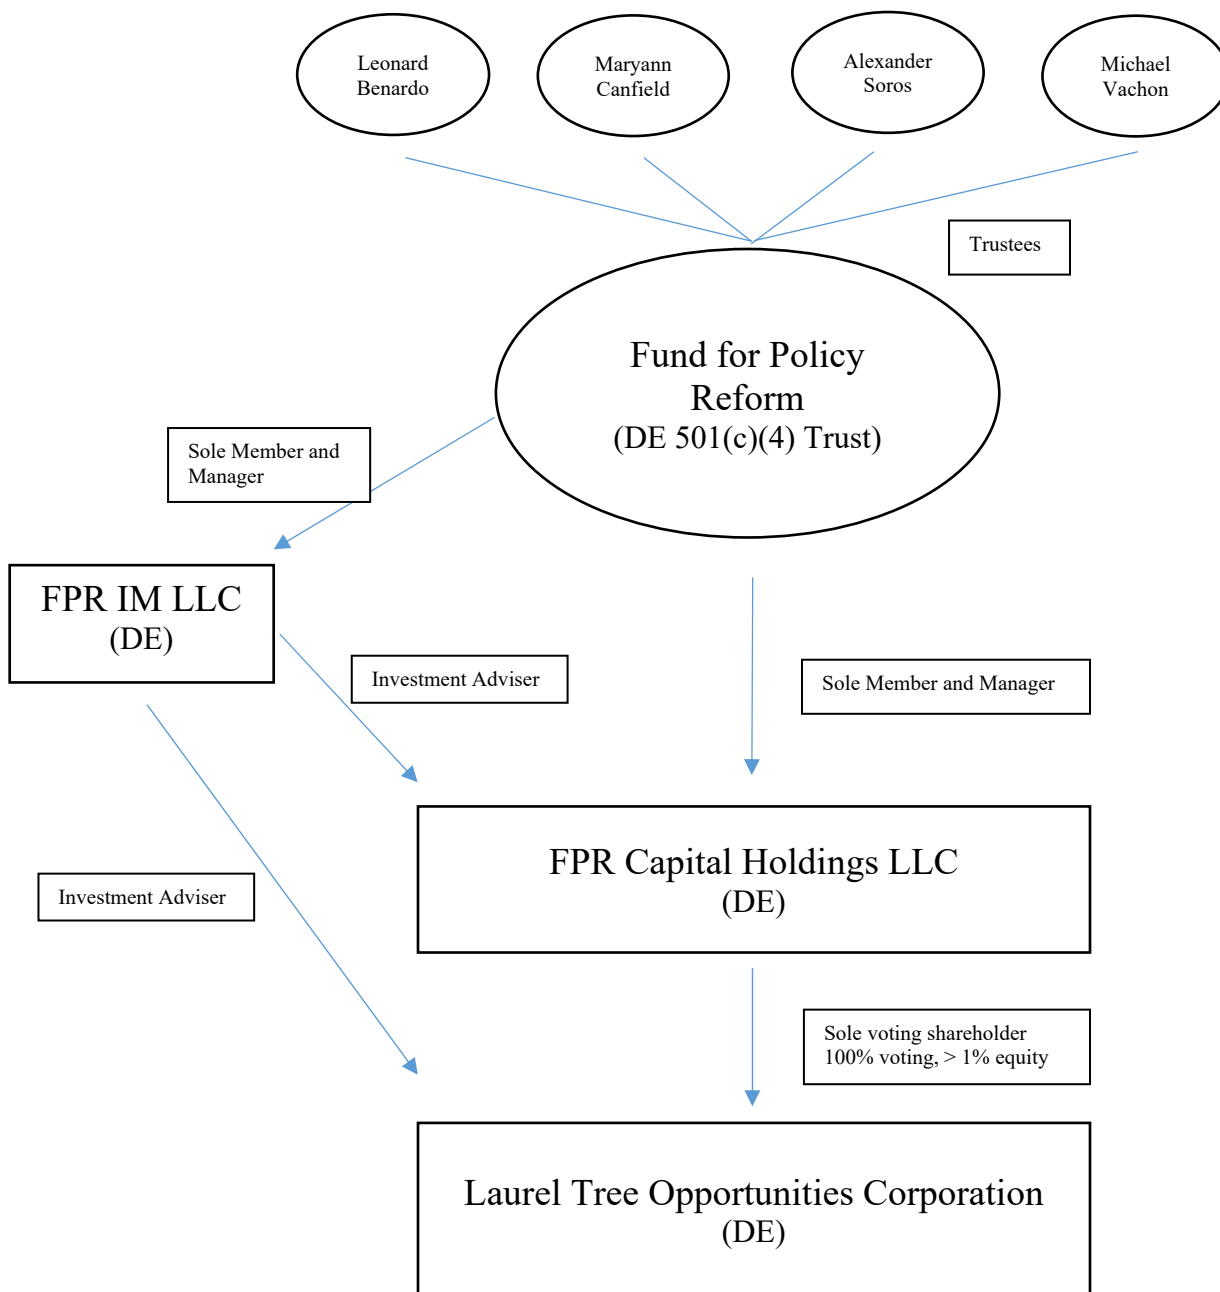 Leonard
Benardo
Maryann
Canfield
Alexander
Soros
Michael
Vachon
Trustees
Fund for Policy
Reform
(DE 501(c)(4) Trust)
Sole Member and
Manager
FPR IM LLC
(DE)
Investment Adviser
Sole Member and Manager
FPR Capital Holdings LLC
(DE)
Investment Adviser
Sole voting shareholder
100% voting, > 1% equity
Laurel Tree Opportunities Corporation
(DE)